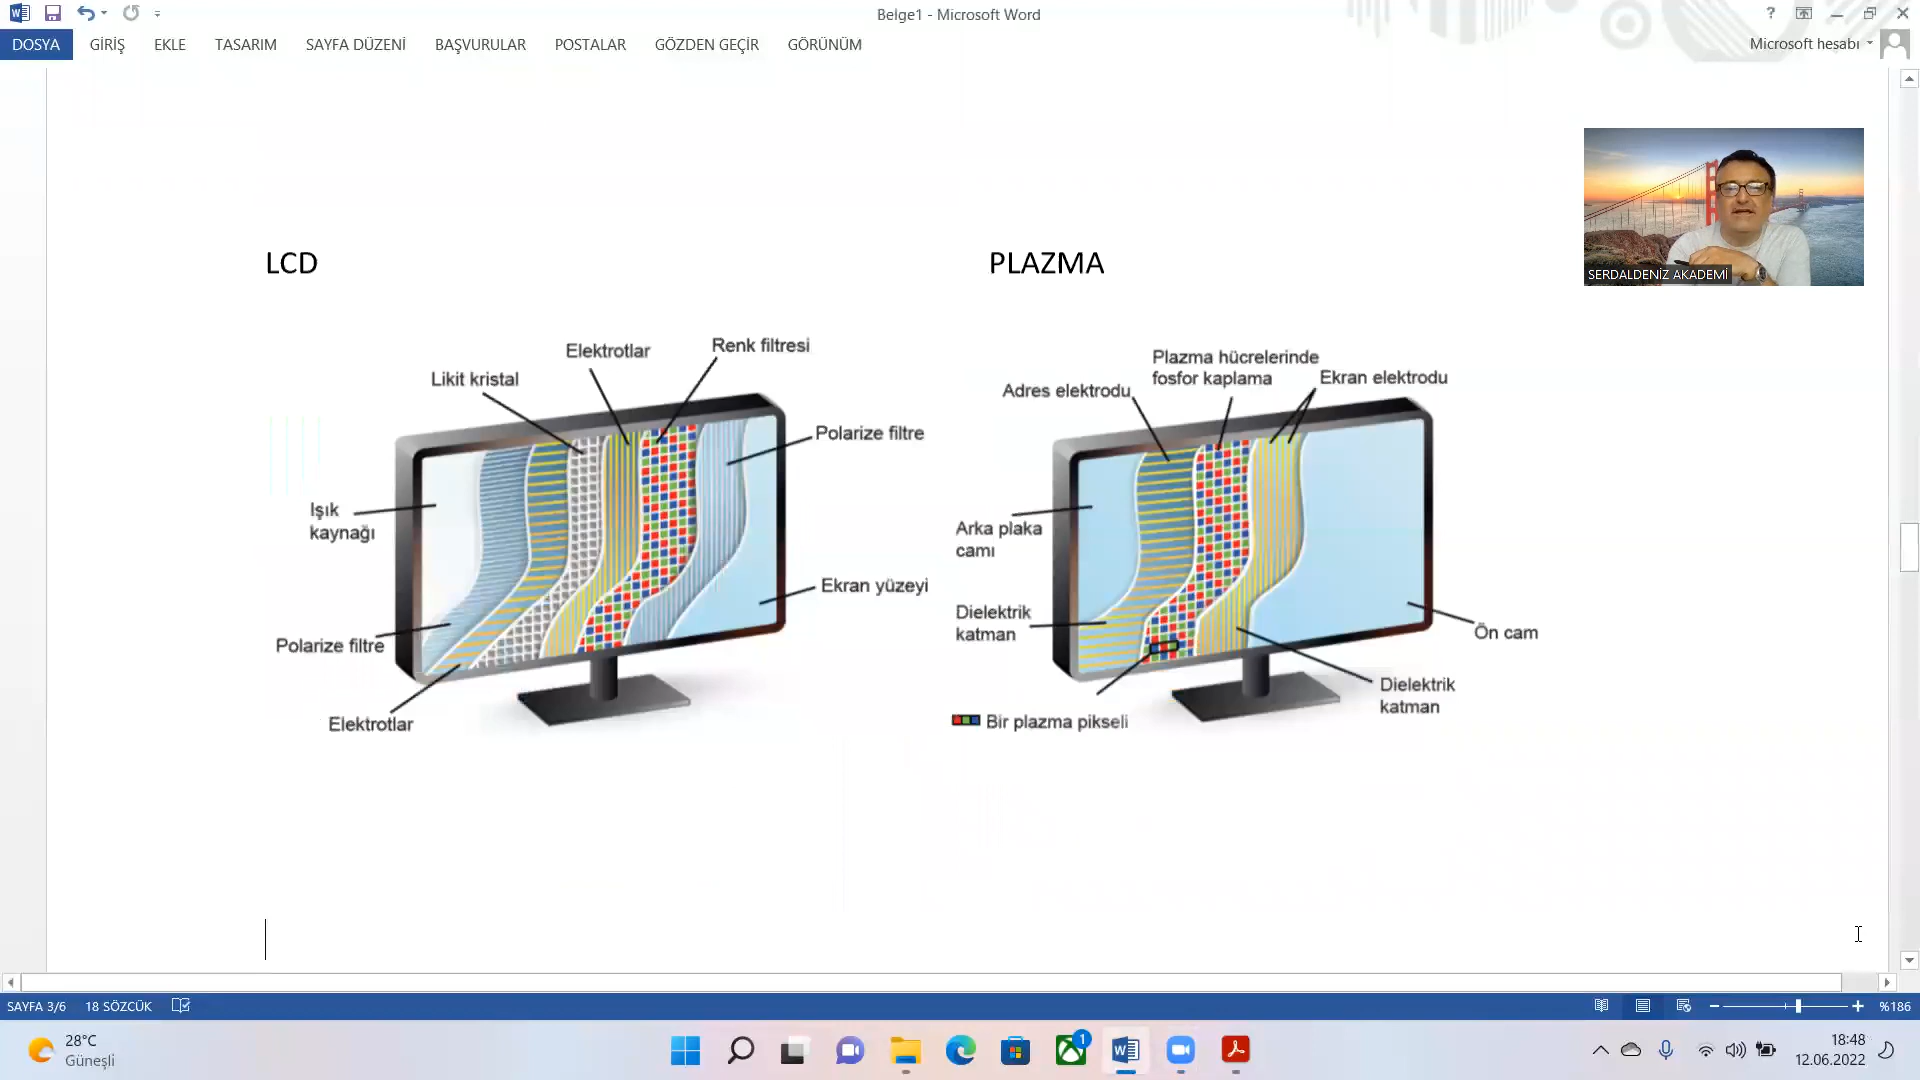 Belge1 - Microsoft Word
DOSYA GİRİŞ EKLE TASARIM SAYFA DÜZENİ BAŞVURULAR POSTALAR GÖZDEN GEÇİR GÖRÜNÜM
Microsoft hesabı
SERDALDENİZ AKADEMİ
LCD
Elektrotlar
Renk filtresi
Likit kristal
Polarize filtre
Işık
kaynağı
Ekran yüzeyi
Polarize filtre
Elektrotlar
PLAZMA
Plazma hücrelerinde
fosfor kaplama
Ekran elektrodu
Adres elektrodu
Arka plaka
camı
Dielektrik
katman
Ön cam
Dielektrik
katman
Bir plazma pikseli
SAYFA 3/6 18 SÖZCÜK
%186
28°C
Güneşli
1
18:48
12.06.2022